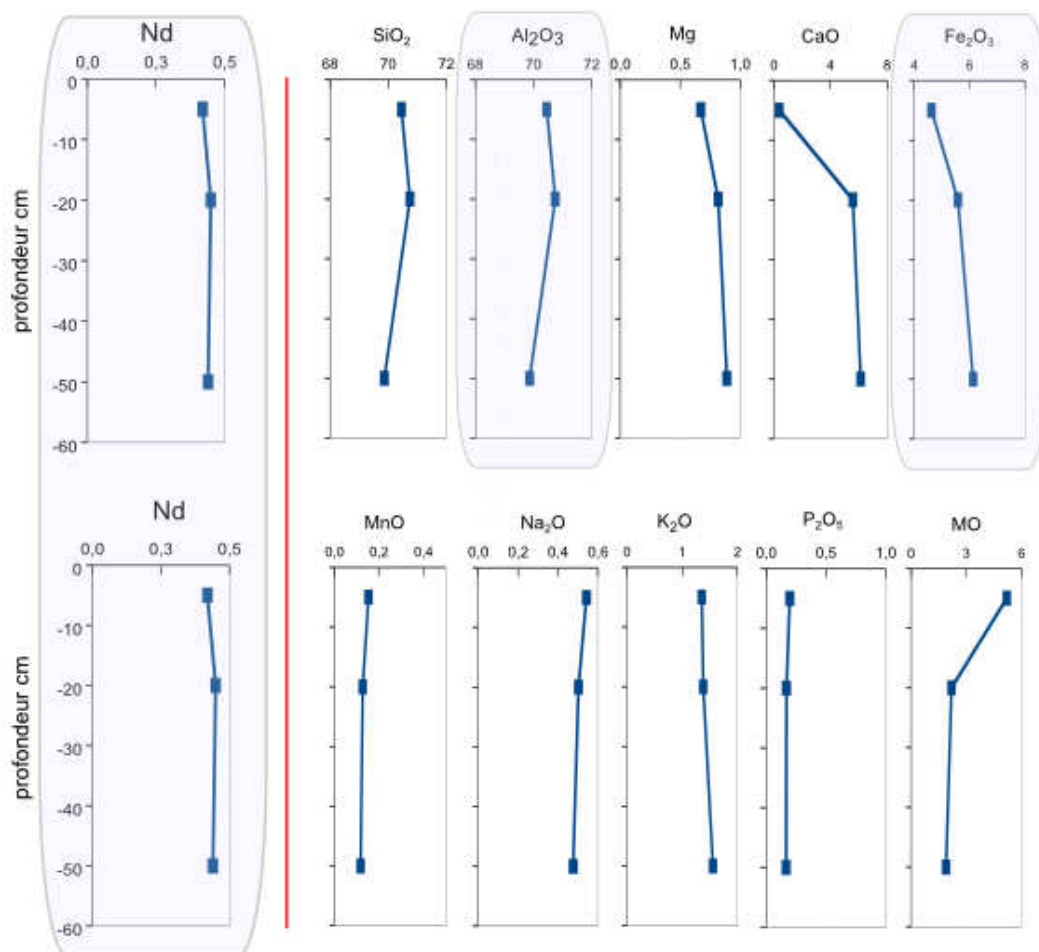 Nd
0,0 0,3 0,5
SiO₂
68 70 72
Al₂O₃
68 70 72
Mg
0,0 0,5 1,0
CaO
0 4 8
Fe₂O₃
4 6 8
profondeur cm
0
-10
-20
-30
-40
-50
-60
Nd
0,0 0,3 0,5
MnO
0,0 0,2 0,4
Na₂O
0,0 0,2 0,4 0,6
K₂O
0 1 2
P₂O₅
0,0 0,5 1,0
MO
0 3 6
profondeur cm
0
-10
-20
-30
-40
-50
-60